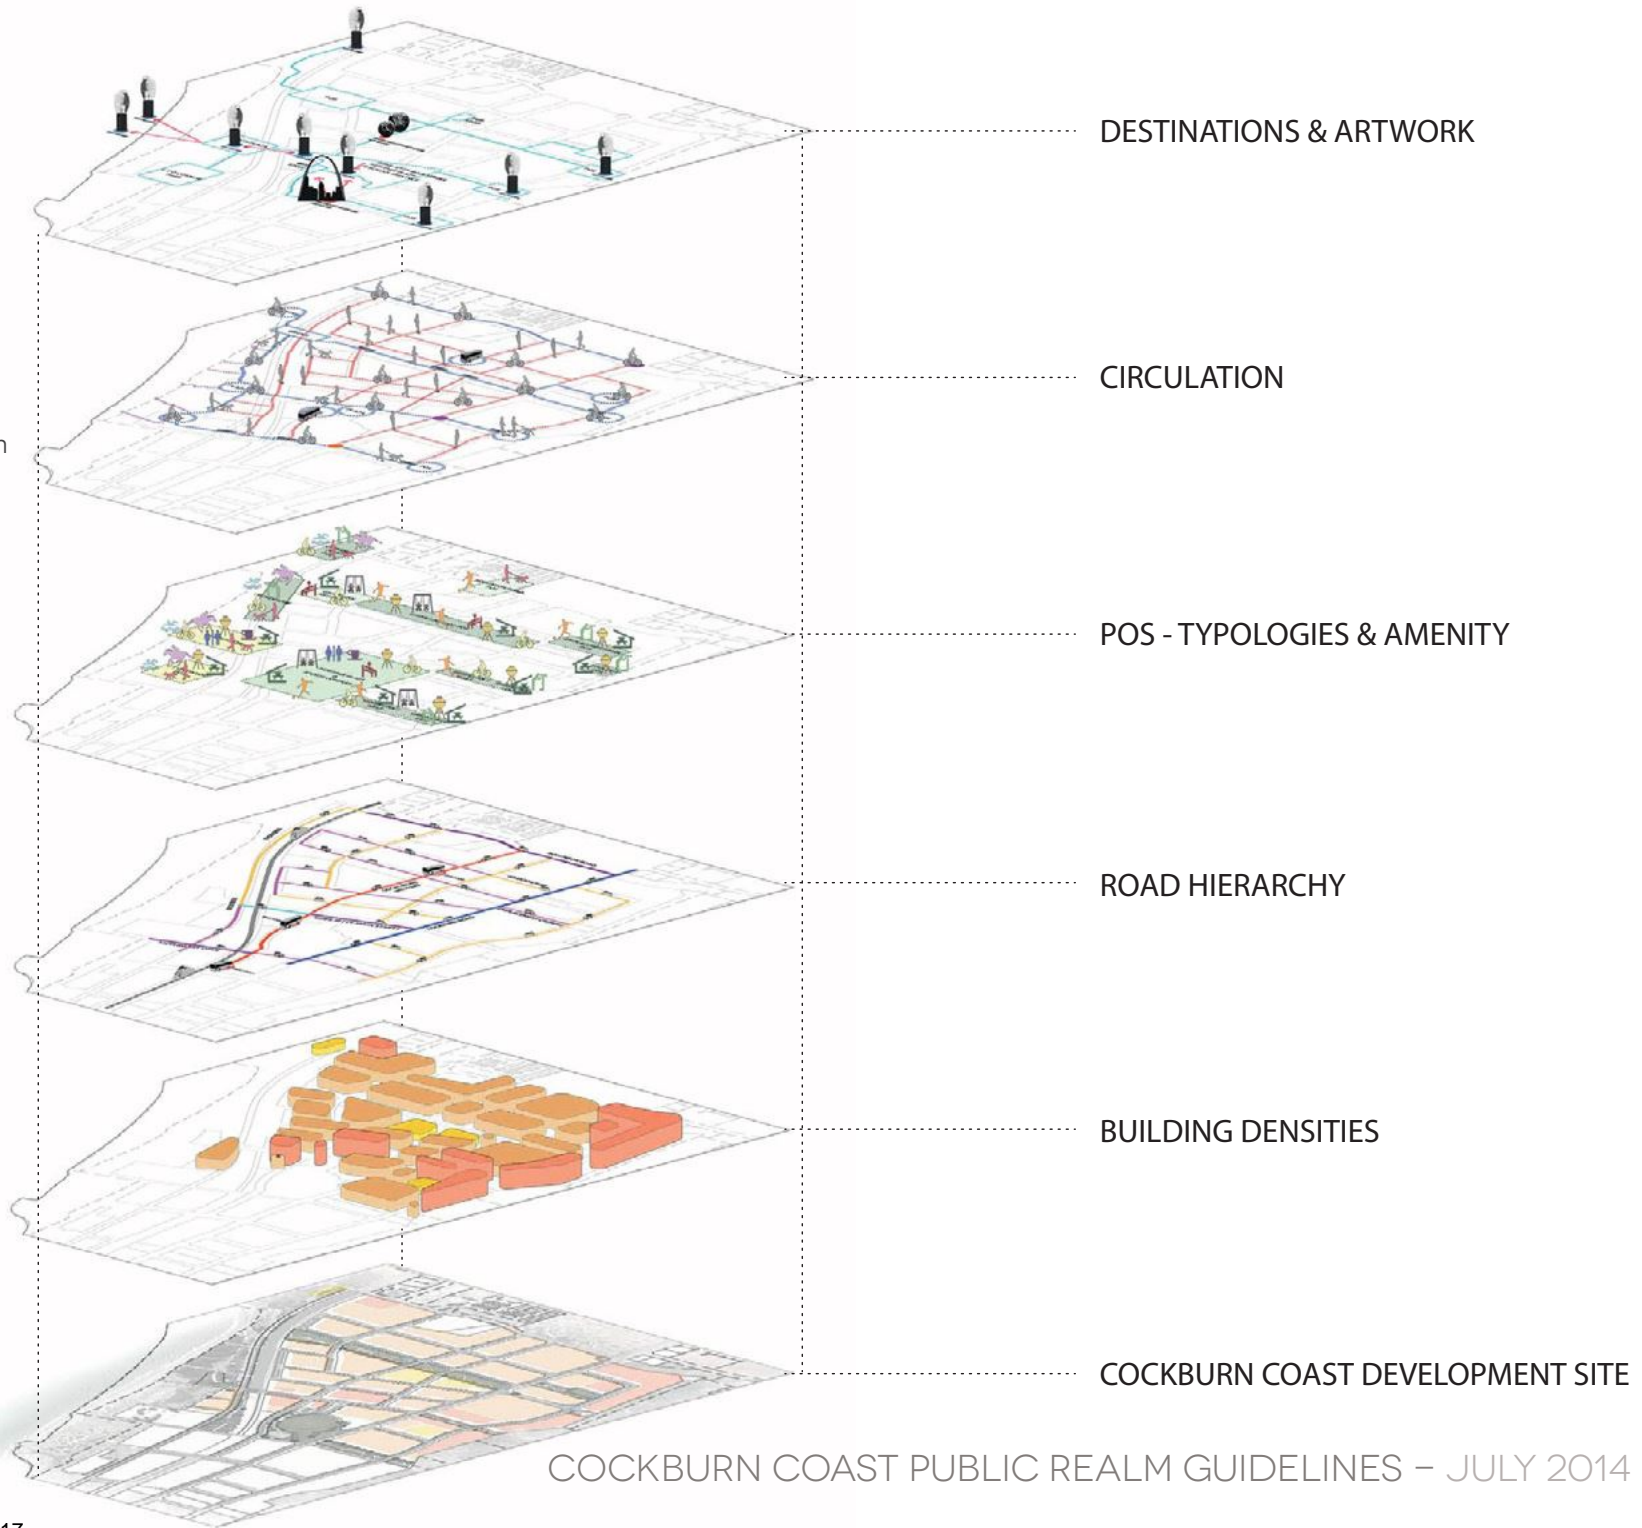 DESTINATIONS & ARTWORK
CIRCULATION
n
POS - TYPOLOGIES & AMENITY
ROAD HIERARCHY
BUILDING DENSITIES
COCKBURN COAST DEVELOPMENT SITE
COCKBURN COAST PUBLIC REALM GUIDELINES – JULY 2014
17